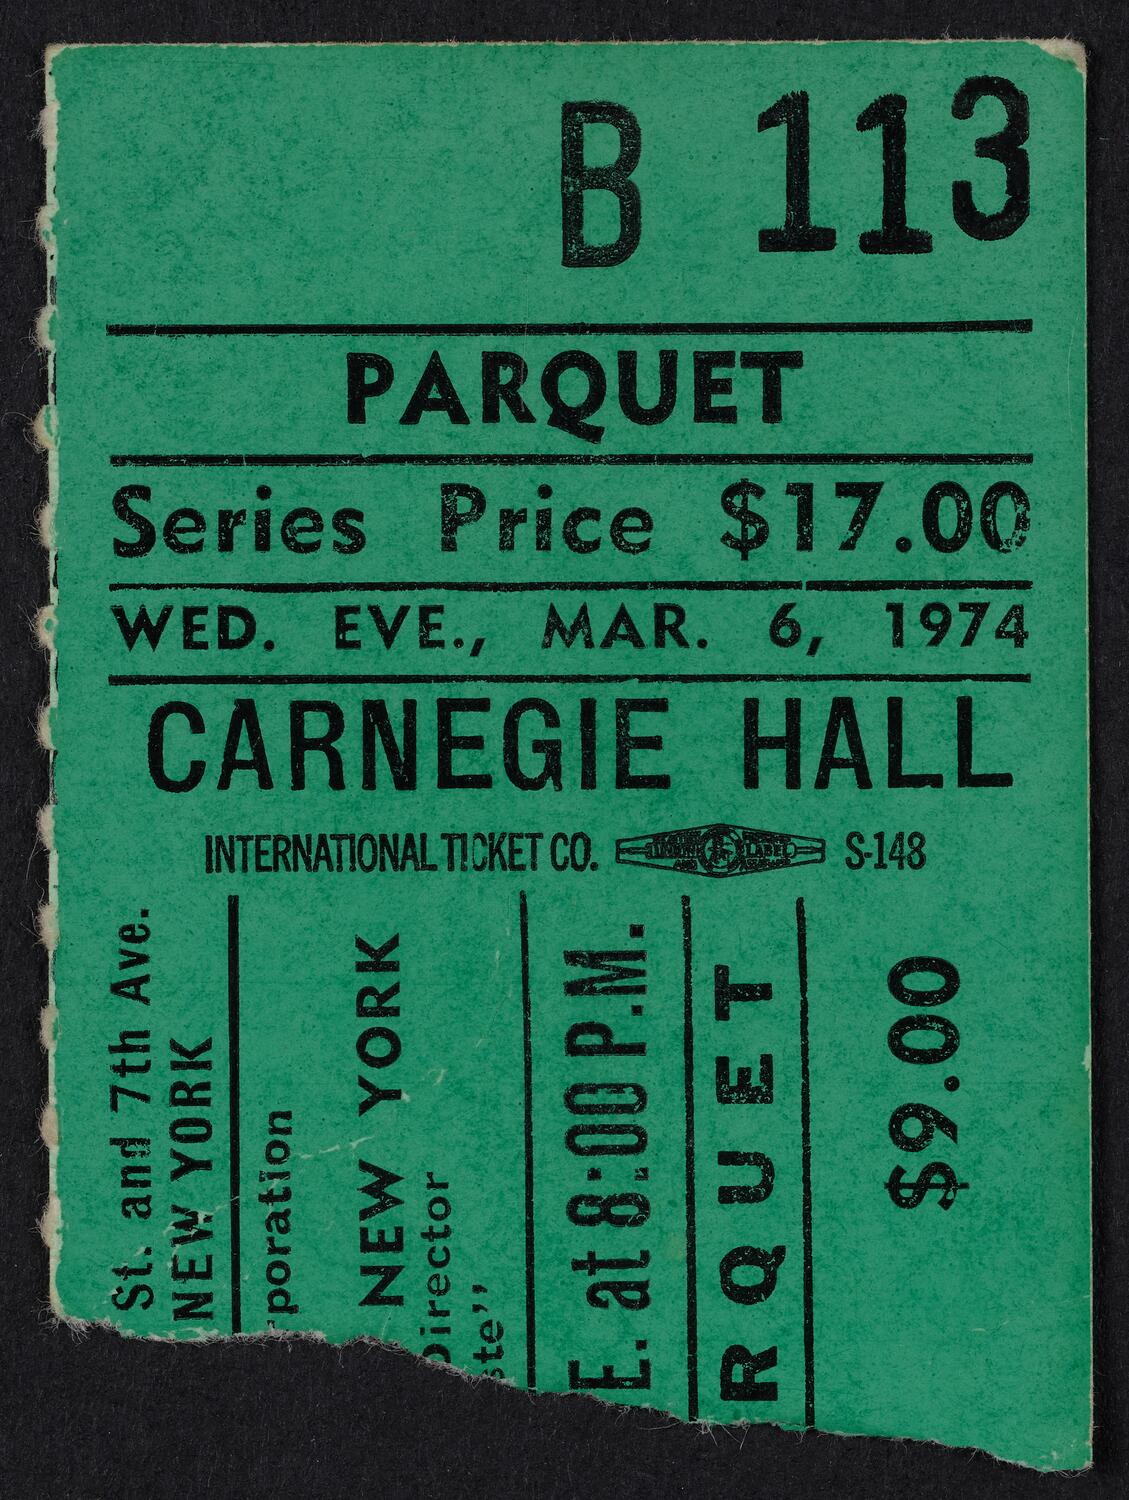 B 113
PARQUET
Series Price $17.00
WED. EVE., MAR. 6, 1974
CARNEGIE HALL
INTERNATIONAL TICKET CO. S-148
St. and 7th Ave.
NEW YORK
poration
NEW YORK
Director
ste"
E. at 8:00 P.M.
RQUET
$9.00